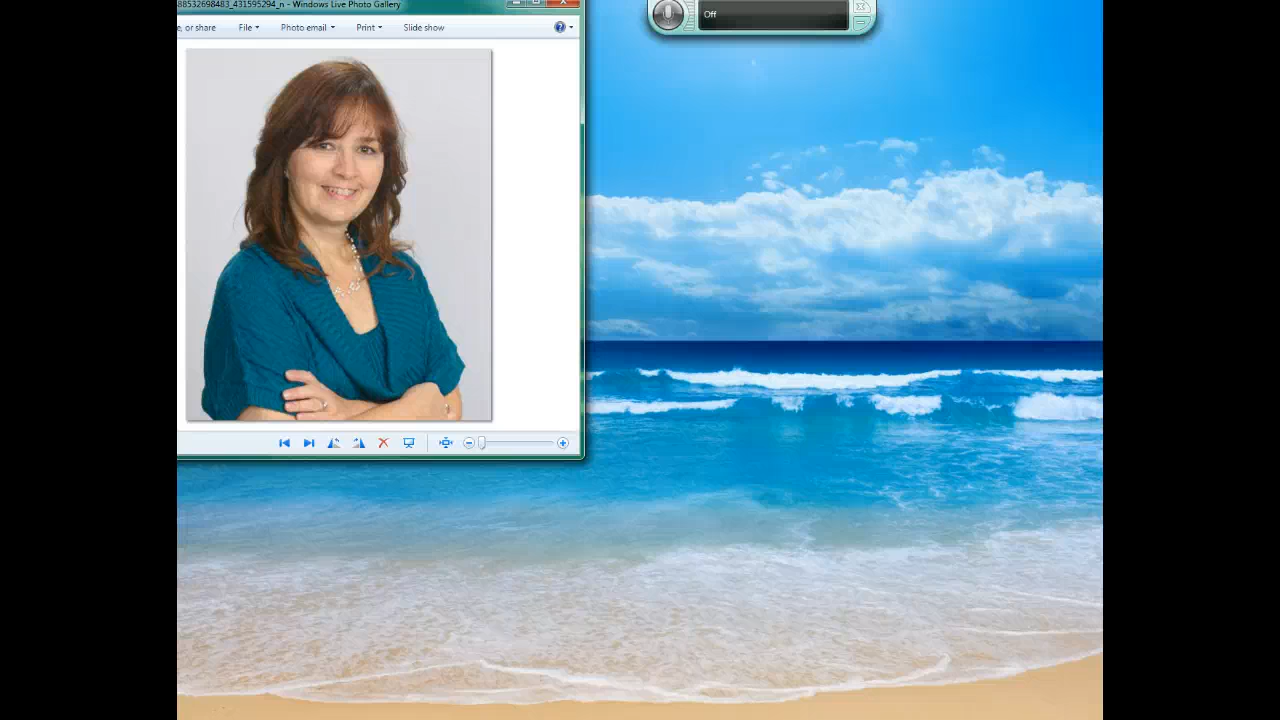 88532698483_431595294_n - Windows Live Photo Gallery
e, or share File Photo email Print Slide show
Off